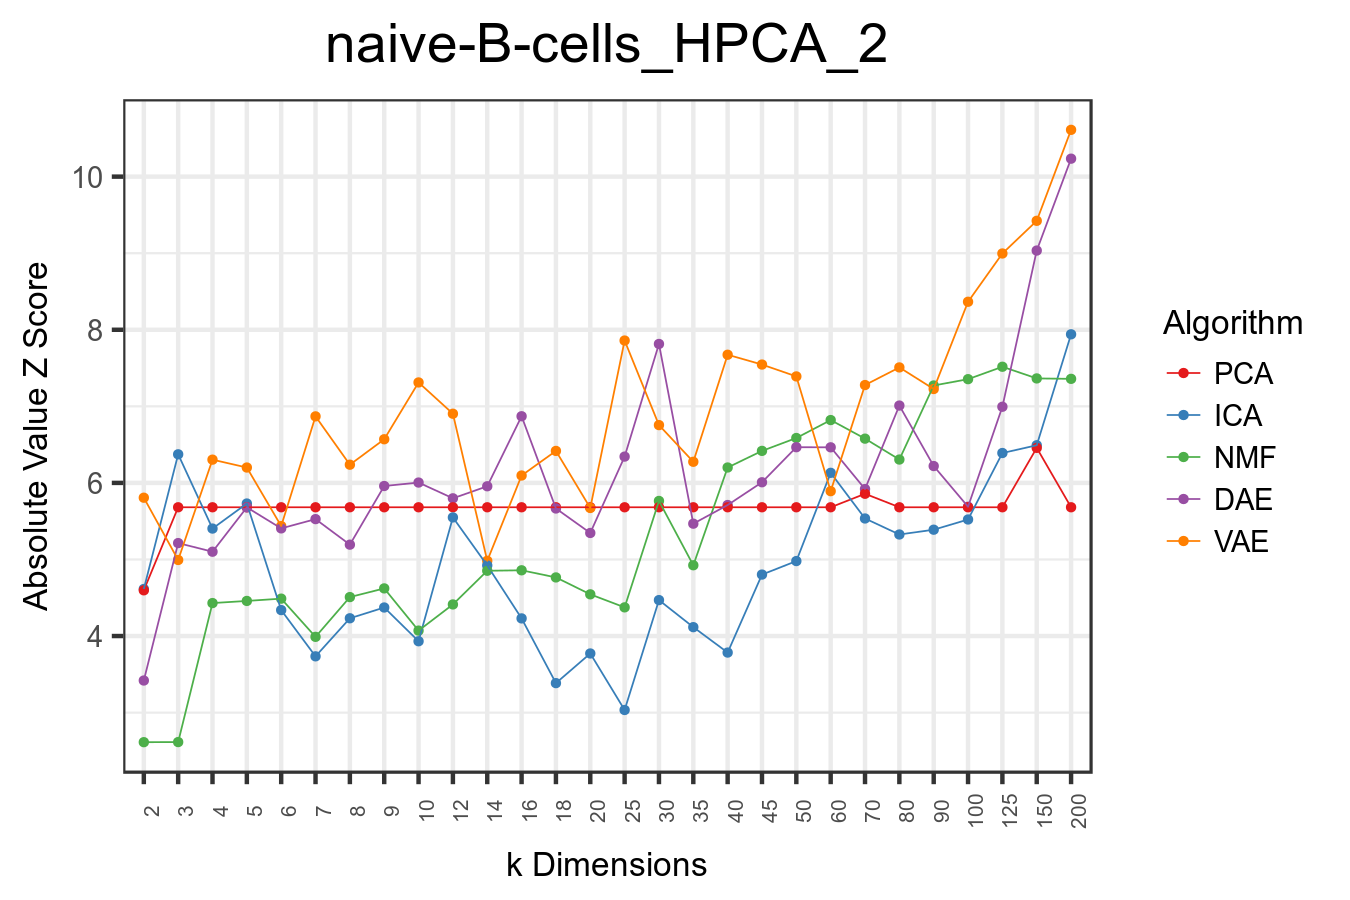 naive-B-cells_HPCA_2
Absolute Value Z Score
10
8
6
4
2 3 4 5 6 7 8 9 10 12 14 16 18 20 25 30 35 40 45 50 60 70 80 90 100 125 150 200
k Dimensions
Algorithm
PCA
ICA
NMF
DAE
VAE